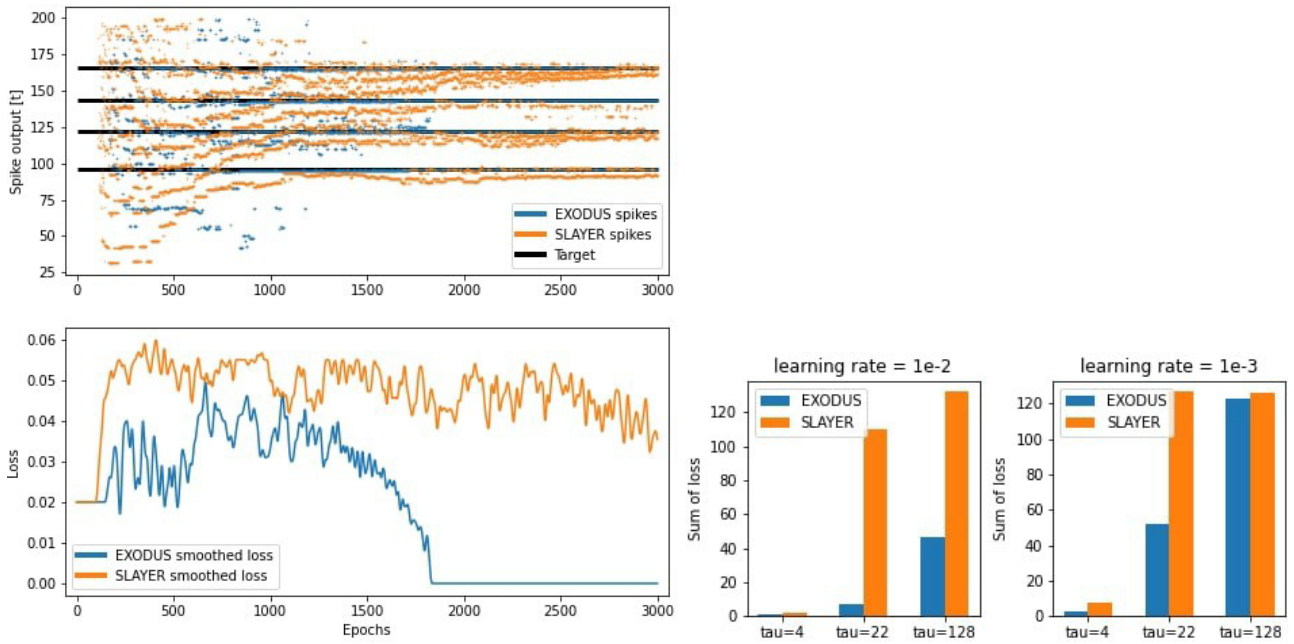 200
175
150
125
100
75
50
25
Spike output [t]
EXODUS spikes
SLAYER spikes
Target
0 500 1000 1500 2000 2500 3000
0.06
0.05
0.04
0.03
0.02
0.01
0.00
Loss
EXODUS smoothed loss
SLAYER smoothed loss
0 500 1000 1500 2000 2500 3000
Epochs
learning rate = 1e-2
EXODUS
SLAYER
120
100
80
60
40
20
0
Sum of loss
tau=4 tau=22 tau=128
learning rate = 1e-3
EXODUS
SLAYER
120
100
80
60
40
20
0
Sum of loss
tau=4 tau=22 tau=128